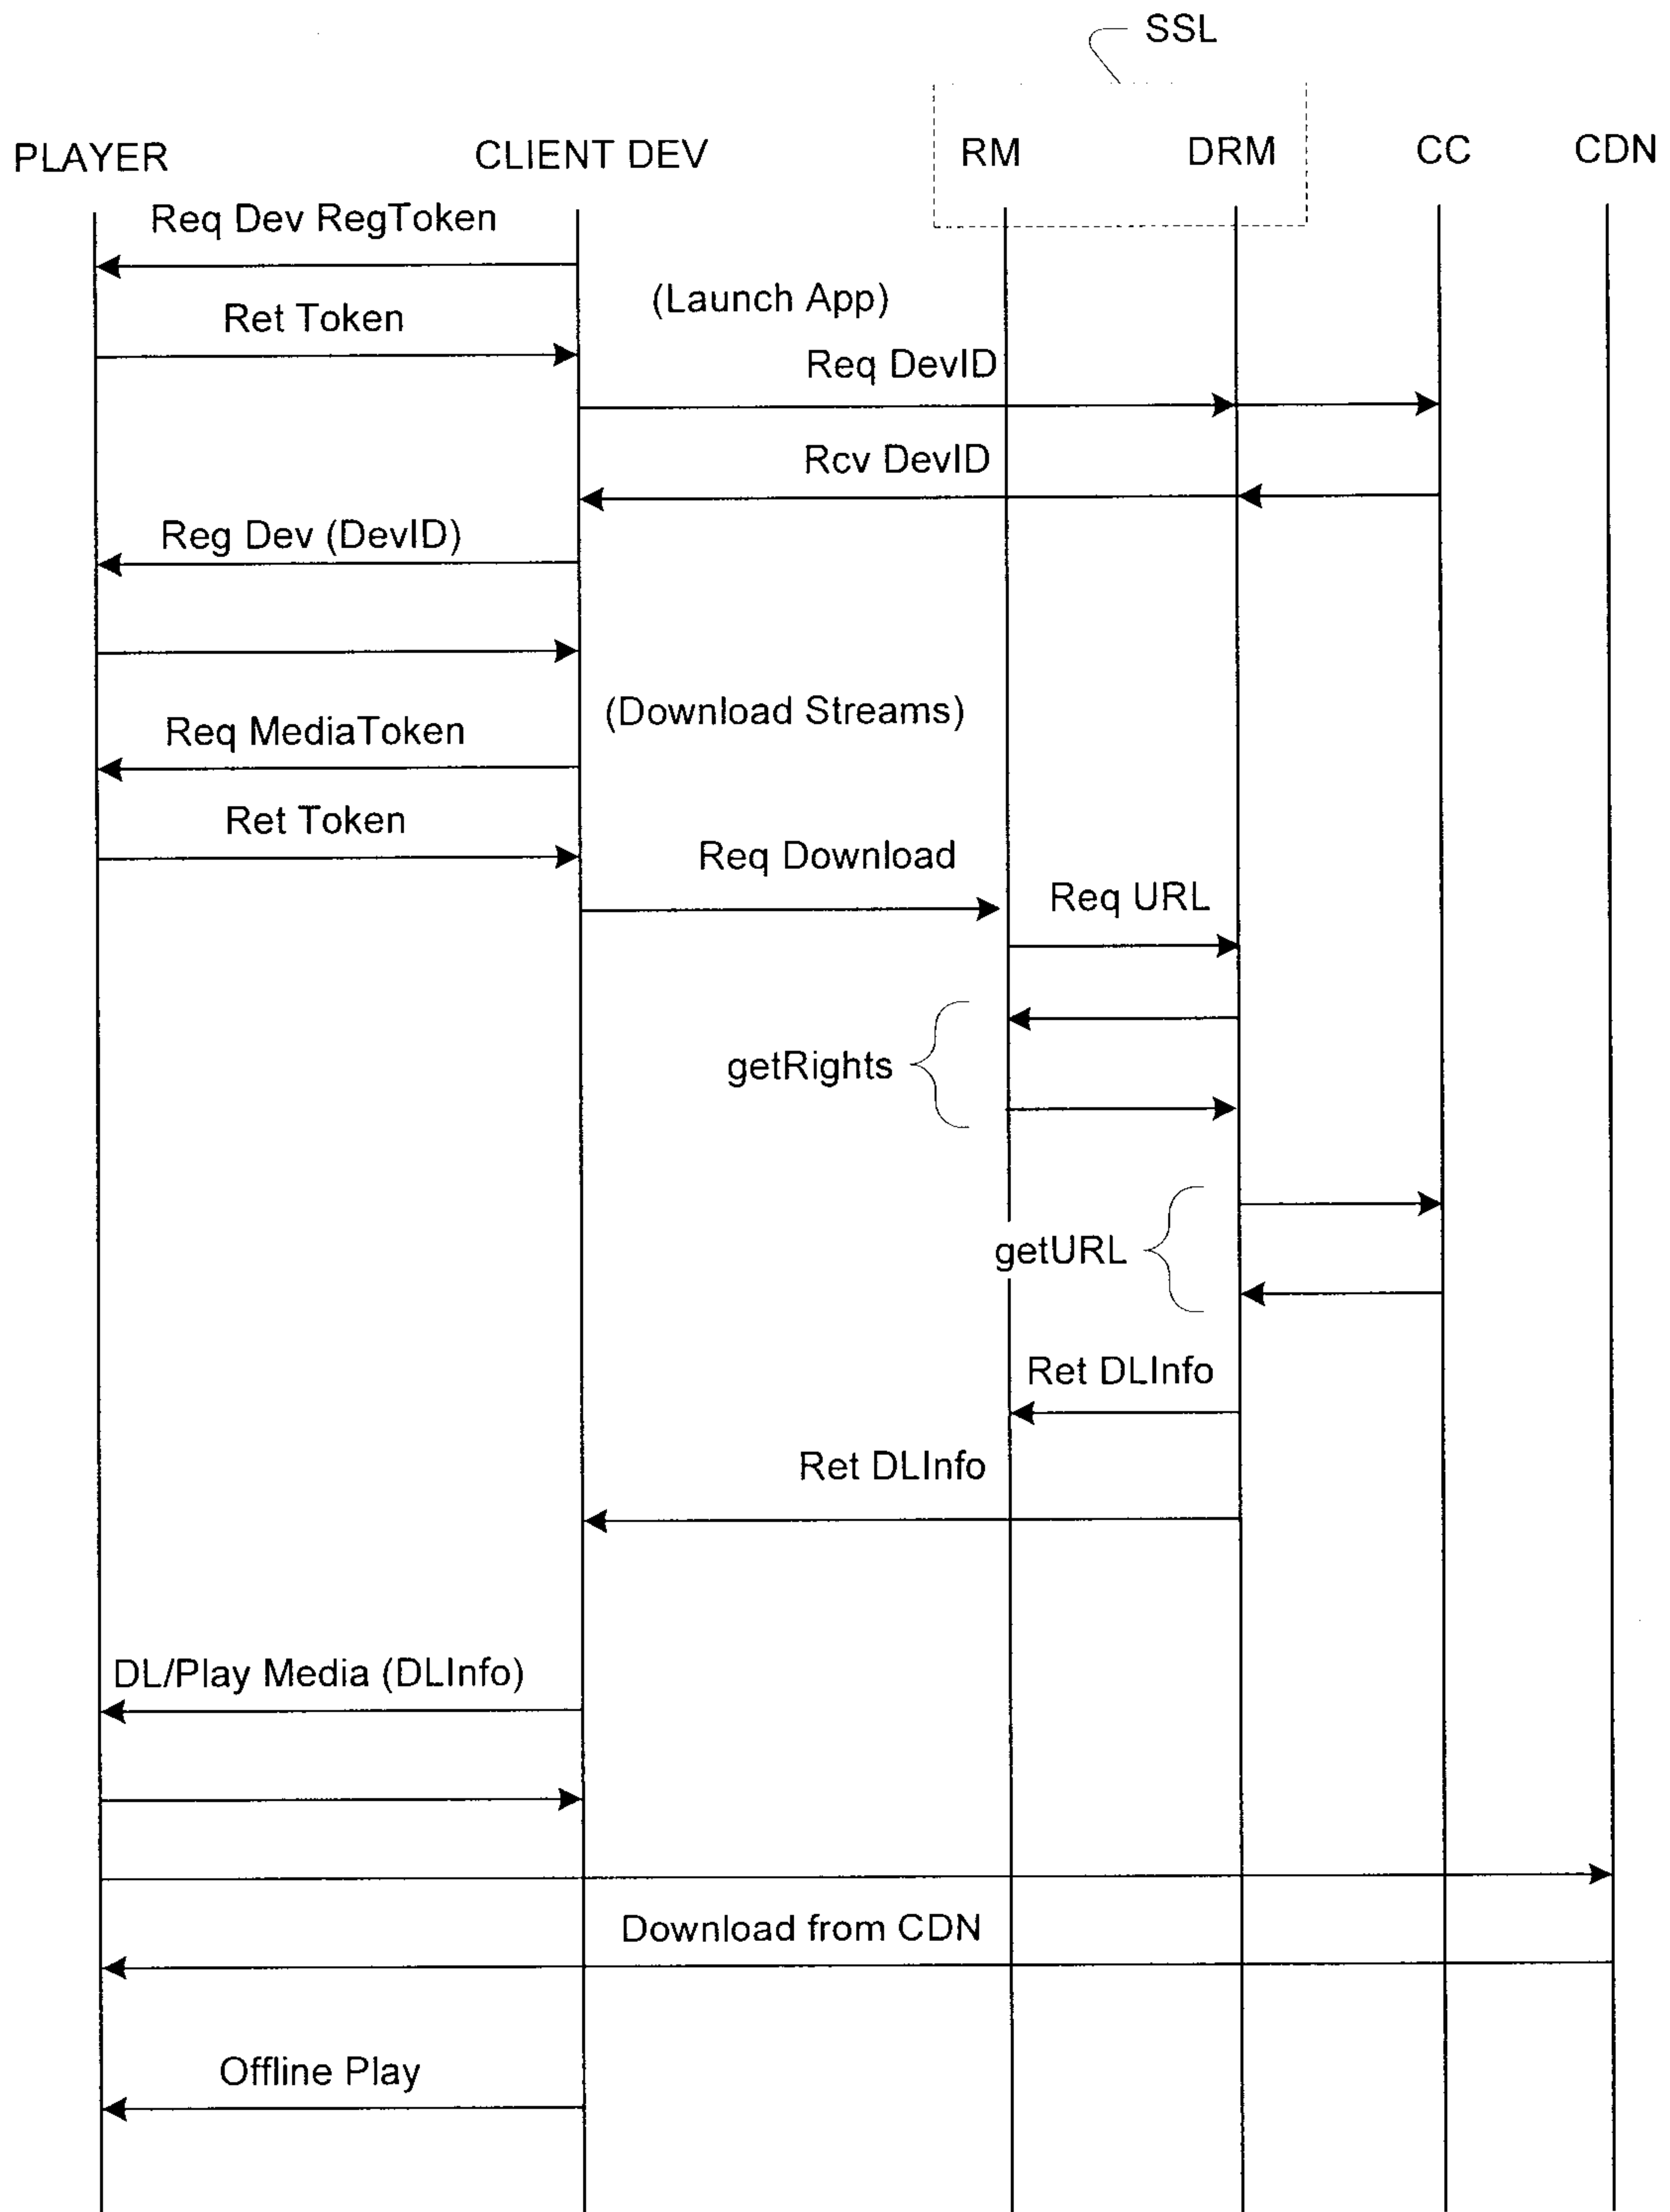 SSL
PLAYER
CLIENT DEV
RM
DRM
CC
CDN
Req Dev RegToken
(Launch App)
Ret Token
Req DevID
Rcv DevID
Reg Dev (DevID)
(Download Streams)
Req MediaToken
Ret Token
Req Download
Req URL
getRights
getURL
Ret DLInfo
Ret DLInfo
DL/Play Media (DLInfo)
Download from CDN
Offline Play